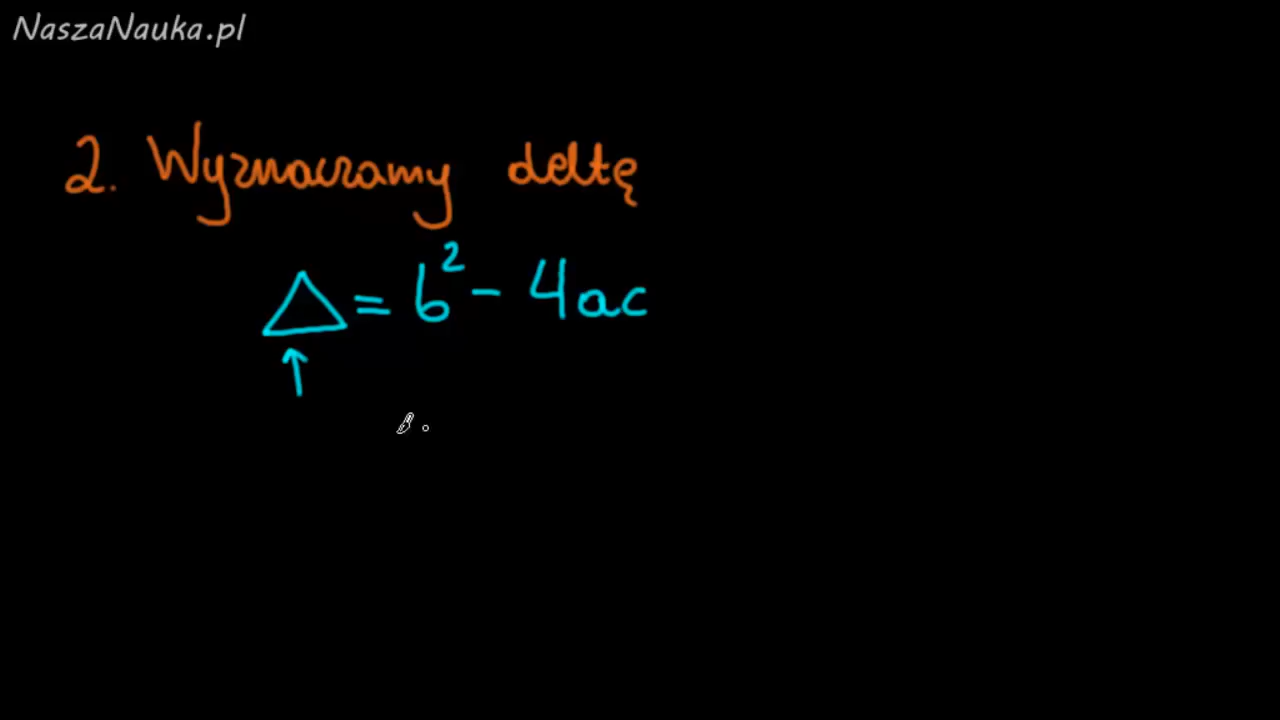 NaszaNauka.pl
2. Wyznaczamy deltę
Δ = b² - 4ac